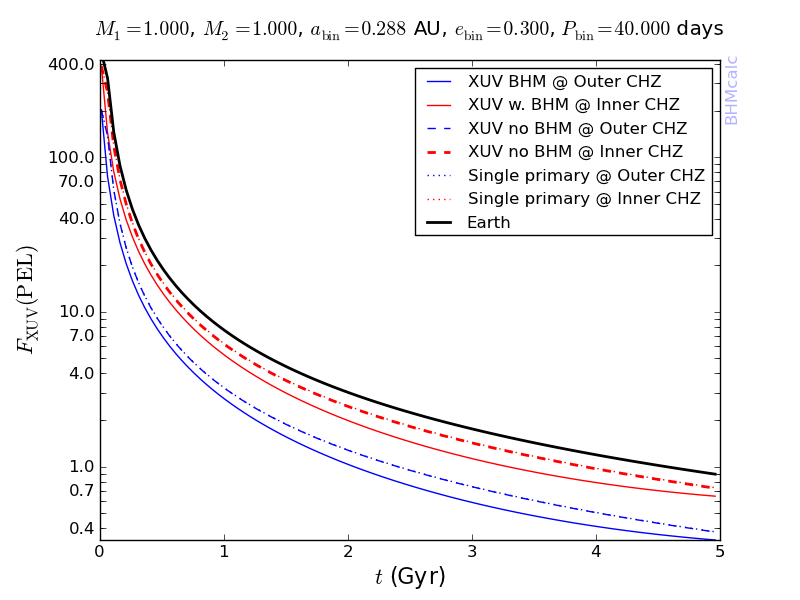 M₁ =1.000, M₂ =1.000, a_bin=0.288 AU, e_bin=0.300, P_bin=40.000 days
BHMcalc
400.0
100.0
70.0
40.0
10.0
7.0
4.0
1.0
0.7
0.4
F_XUV(PEL)
XUV BHM @ Outer CHZ
XUV w. BHM @ Inner CHZ
XUV no BHM @ Outer CHZ
XUV no BHM @ Inner CHZ
Single primary @ Outer CHZ
Single primary @ Inner CHZ
Earth
0 1 2 3 4 5
t (Gyr)